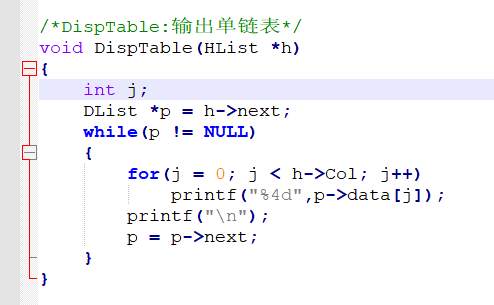 /*DispTable:输出单链表*/
void DispTable(HList *h)
{
    int j;
    DList *p = h->next;
    while(p != NULL)
    {
        for(j = 0; j < h->Col; j++)
            printf("%4d",p->data[j]);
        printf("\n");
        p = p->next;
    }
}